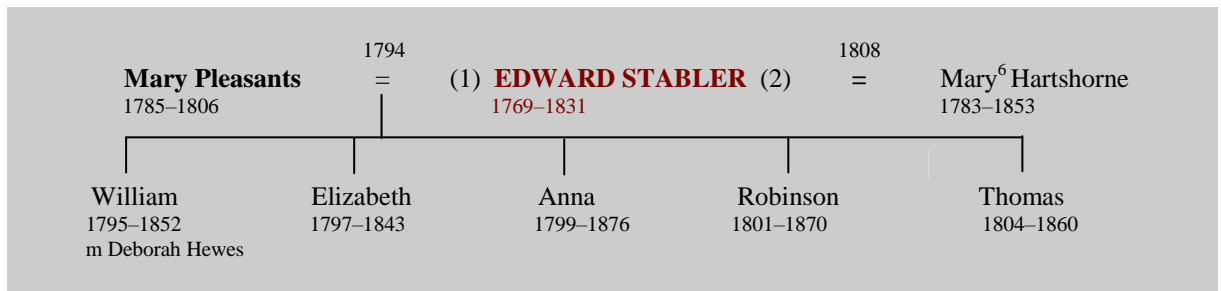 1794 1808
Mary Pleasants = (1) EDWARD STABLER (2) = Mary⁶ Hartshorne
1785–1806 1769–1831 1783–1853
William Elizabeth Anna Robinson Thomas
1795–1852 1797–1843 1799–1876 1801–1870 1804–1860
m Deborah Hewes